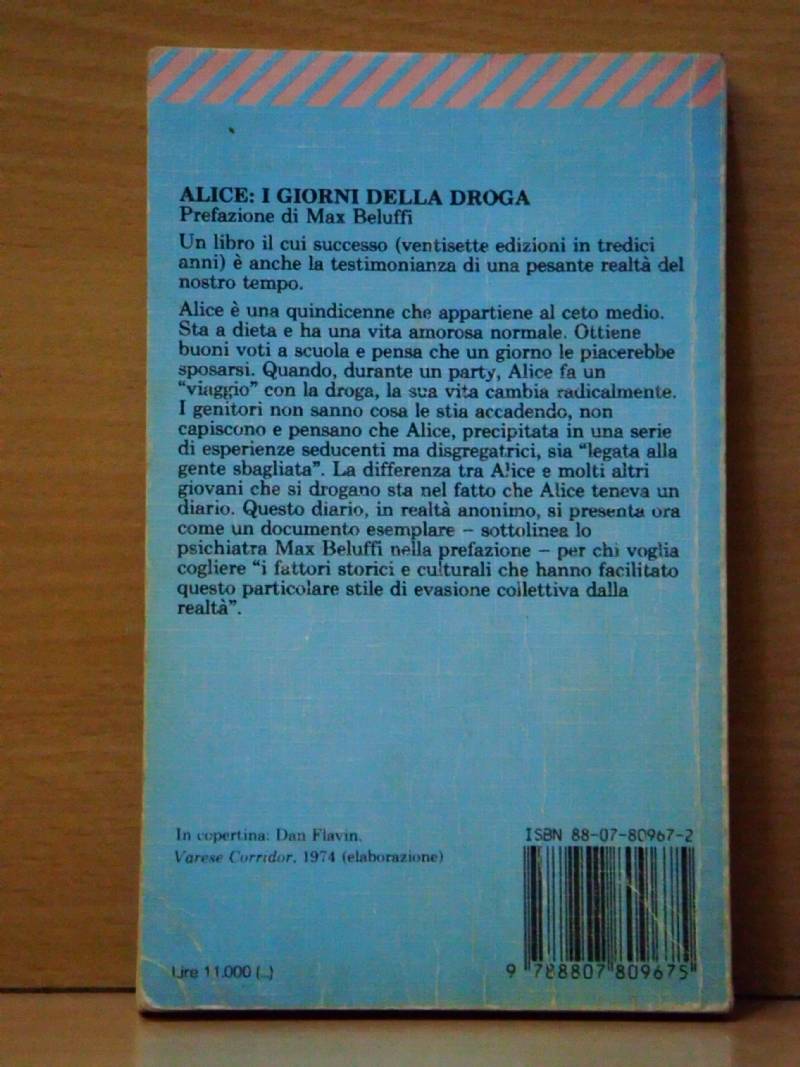 ALICE: I GIORNI DELLA DROGA
Prefazione di Max Beluffi
Un libro il cui successo (ventisette edizioni in tredici
anni) è anche la testimonianza di una pesante realtà del
nostro tempo.
Alice è una quindicenne che appartiene al ceto medio.
Sta a dieta e ha una vita amorosa normale. Ottiene
buoni voti a scuola e pensa che un giorno le piacerebbe
sposarsi. Quando, durante un party, Alice fa un
“viaggio” con la droga, la sua vita cambia radicalmente.
I genitori non sanno cosa le stia accadendo, non
capiscono e pensano che Alice, precipitata in una serie
di esperienze seducenti ma disgregatrici, sia “legata alla
gente sbagliata”. La differenza tra Alice e molti altri
giovani che si drogano sta nel fatto che Alice teneva un
diario. Questo diario, in realtà anonimo, si presenta ora
come un documento esemplare – sottolinea lo
psichiatra Max Beluffi nella prefazione – per chi voglia
cogliere “i fattori storici e culturali che hanno facilitato
questo particolare stile di evasione collettiva dalla
realtà”.
In copertina: Dan Flavin,
Varese Corridor, 1974 (elaborazione)
Lire 11.000 (..)
ISBN 88-07-80967-2
9 788807 809675